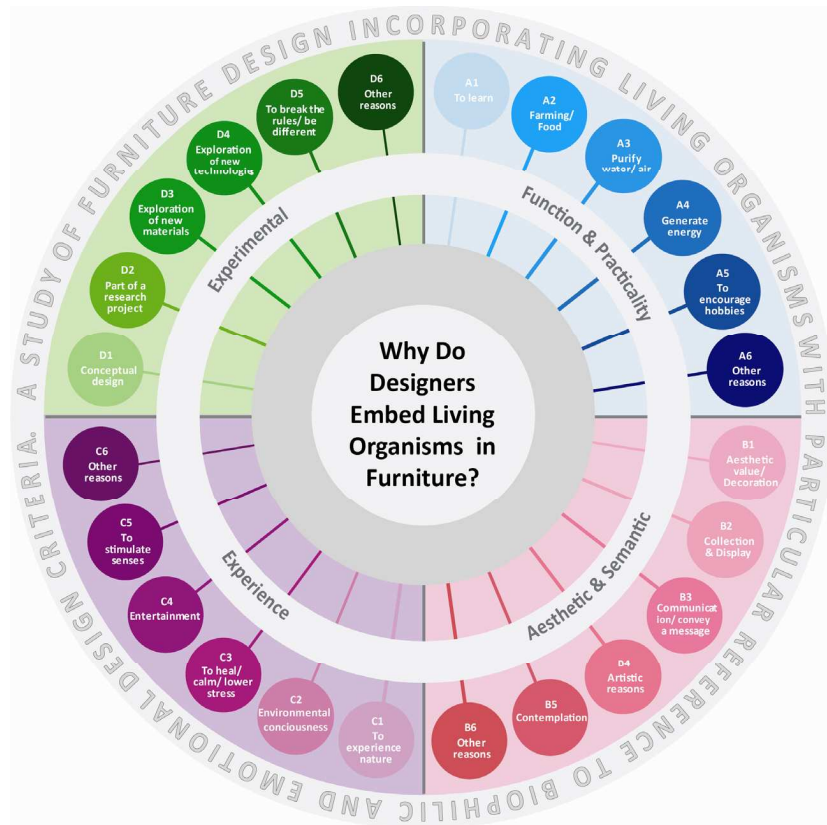 A STUDY OF FURNITURE DESIGN INCORPORATING LIVING ORGANISMS WITH PARTICULAR REFERENCE TO BIOPHILIC AND EMOTIONAL DESIGN CRITERIA.
Why Do
Designers
Embed Living
Organisms in
Furniture?
Function & Practicality
A1
To learn
A2
Farming/
Food
A3
Purify
water/ air
A4
Generate
energy
A5
To
encourage
hobbies
A6
Other
reasons
Aesthetic & Semantic
B1
Aesthetic
value/
Decoration
B2
Collection
& Display
B3
Communicat
ion/ convey
a message
B4
Artistic
reasons
B5
Contemplation
B6
Other
reasons
Experience
C1
To
experience
nature
C2
Environmental
conciousness
C3
To heal/
calm/ lower
stress
C4
Entertainment
C5
To
stimulate
senses
C6
Other
reasons
Experimental
D1
Conceptual
design
D2
Part of a
research
project
D3
Exploration
of new
materials
D4
Exploration
of new
technologie
D5
To break the
rules/ be
different
D6
Other
reasons